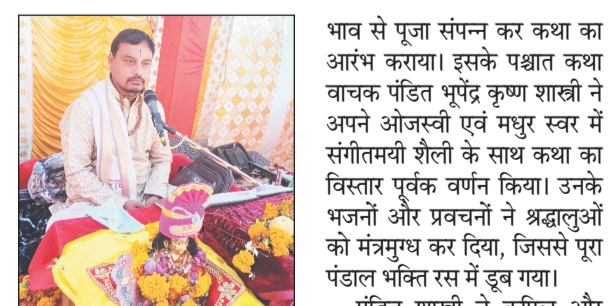 भाव से पूजा संपन्न कर कथा का
आरंभ कराया। इसके पश्चात कथा
वाचक पंडित भूपेंद्र कृष्ण शास्त्री ने
अपने ओजस्वी एवं मधुर स्वर में
संगीतमयी शैली के साथ कथा का
विस्तार पूर्वक वर्णन किया। उनके
भजनों और प्रवचनों ने श्रद्धालुओं
को मंत्रमुग्ध कर दिया, जिससे पूरा
पंडाल भक्ति रस में डूब गया।